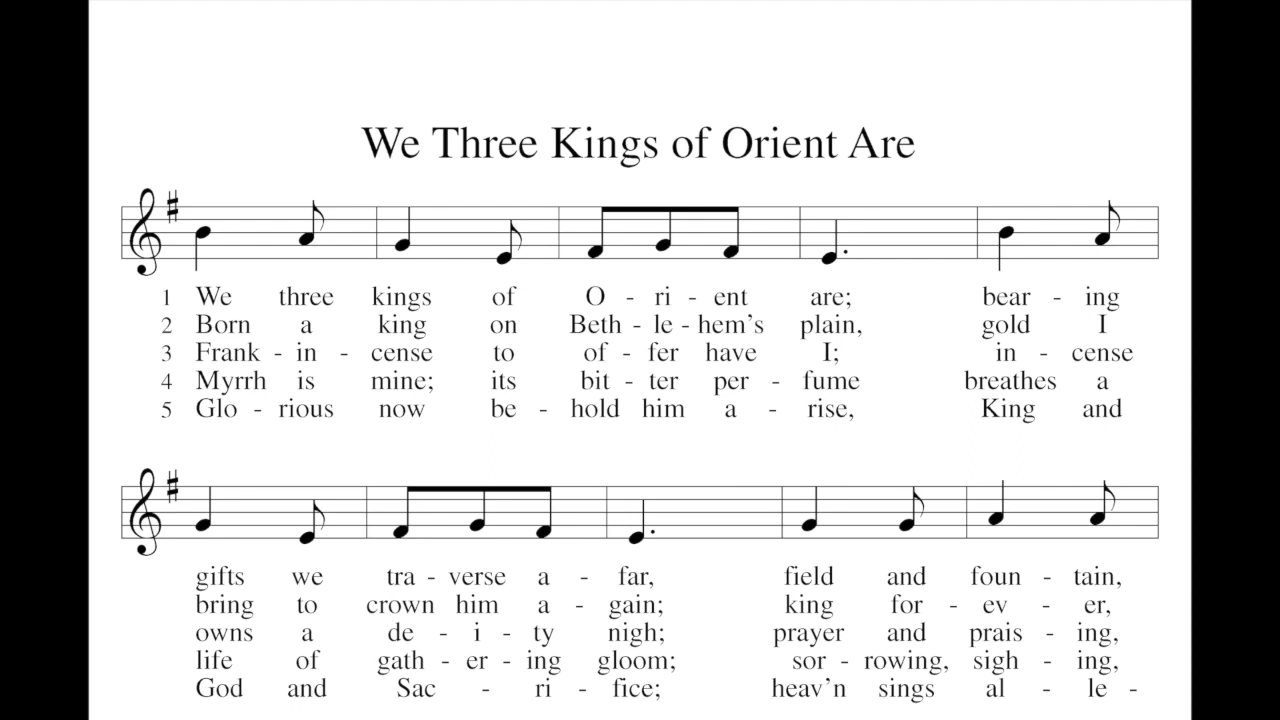 We Three Kings of Orient Are
1 We three kings of O - ri - ent are; bear - ing
2 Born a king on Beth - le - hem's plain, gold I
3 Frank - in - cense to of - fer have I; in - cense
4 Myrrh is mine; its bit - ter per - fume breathes a
5 Glo - rious now be - hold him a - rise, King and
gifts we tra - verse a - far, field and foun - tain,
bring to crown him a - gain; king for - ev - er,
owns a de - i - ty nigh; prayer and prais - ing,
life of gath - er - ing gloom; sor - rowing, sigh - ing,
God and Sac - ri - fice; heav'n sings al - le -